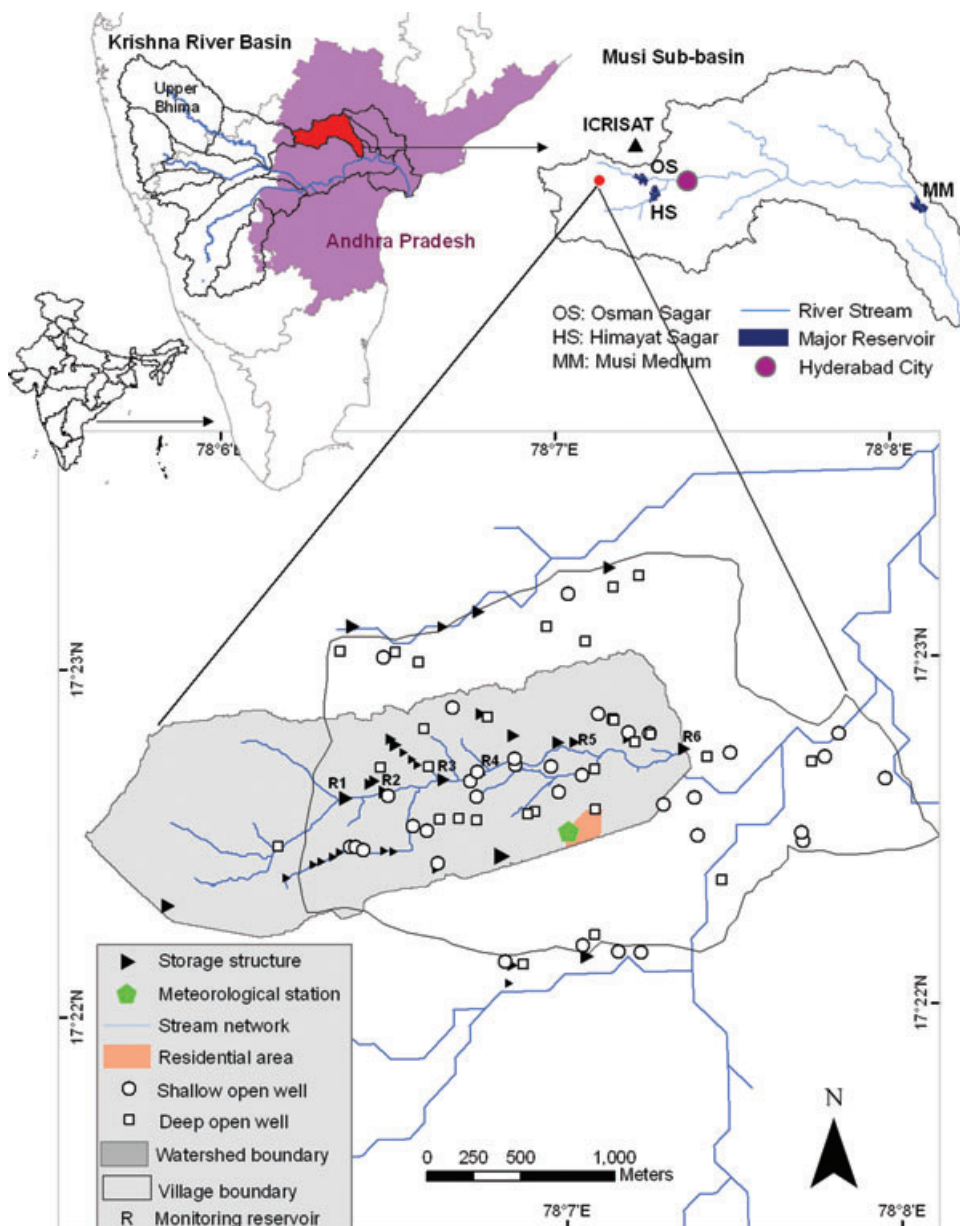 Krishna River Basin
Musi Sub-basin
Upper
Bhima
ICRISAT
OS
MM
HS
Andhra Pradesh
OS: Osman Sagar
HS: Himayat Sagar
MM: Musi Medium
River Stream
Major Reservoir
Hyderabad City
78°6'E
78°7'E
78°8'E
17°23'N
17°23'N
R1
R2
R3
R4
R5
R6
Storage structure
Meteorological station
Stream network
Residential area
Shallow open well
Deep open well
Watershed boundary
Village boundary
R Monitoring reservoir
17°22'N
17°22'N
N
0 250 500 1,000
Meters
78°7'E
78°8'E